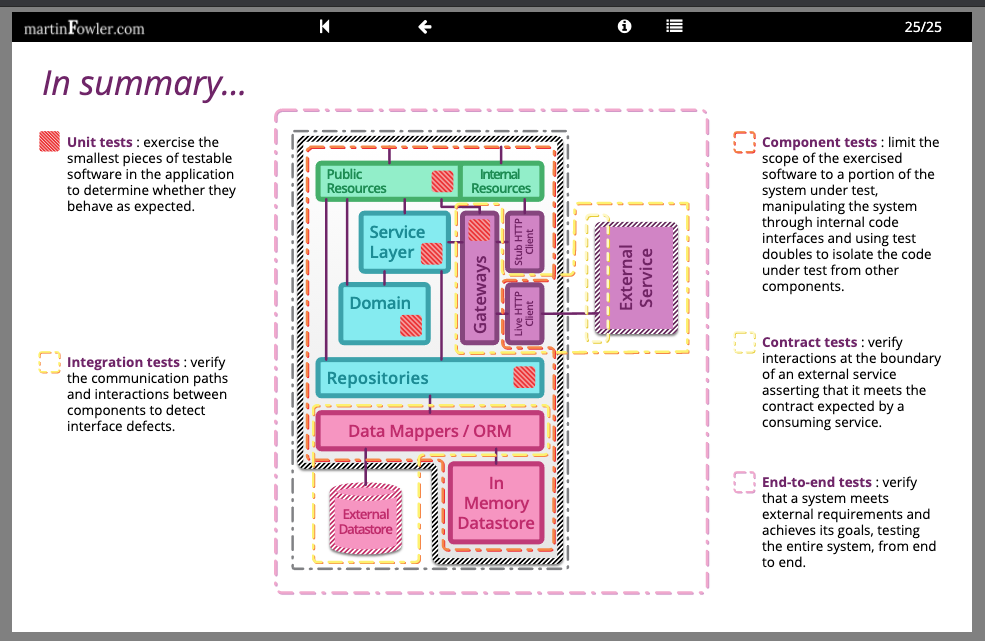 martinFowler.com
25/25
In summary...
Unit tests : exercise the
smallest pieces of testable
software in the application
to determine whether they
behave as expected.
Integration tests : verify
the communication paths
and interactions between
components to detect
interface defects.
Public
Resources
Internal
Resources
Service
Layer
Domain
Gateways
Stub HTTP
Client
Live HTTP
Client
External
Service
Repositories
Data Mappers / ORM
External
Datastore
In
Memory
Datastore
Component tests : limit the
scope of the exercised
software to a portion of the
system under test,
manipulating the system
through internal code
interfaces and using test
doubles to isolate the code
under test from other
components.
Contract tests : verify
interactions at the boundary
of an external service
asserting that it meets the
contract expected by a
consuming service.
End-to-end tests : verify
that a system meets
external requirements and
achieves its goals, testing
the entire system, from end
to end.